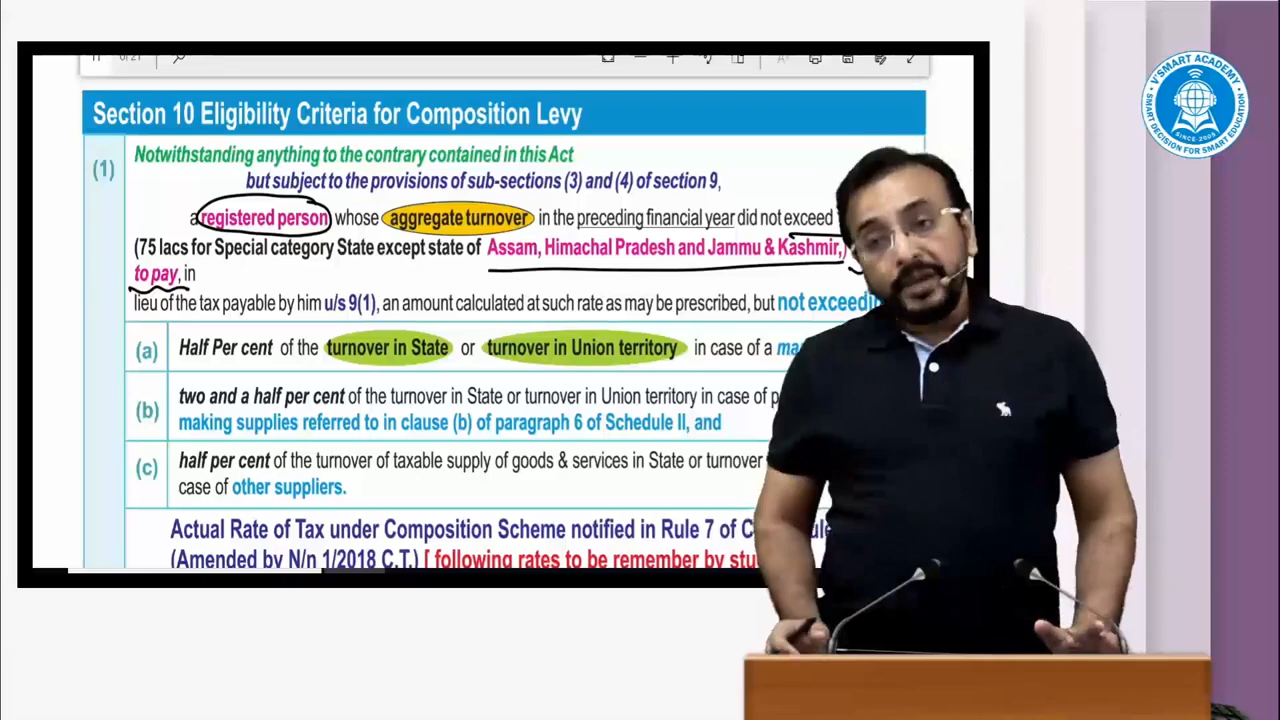 Section 10 Eligibility Criteria for Composition Levy
(1)
Notwithstanding anything to the contrary contained in this Act
but subject to the provisions of sub-sections (3) and (4) of section 9,
a registered person whose aggregate turnover in the preceding financial year did not exceed
(75 lacs for Special category State except state of Assam, Himachal Pradesh and Jammu & Kashmir,)
to pay, in
lieu of the tax payable by him u/s 9(1), an amount calculated at such rate as may be prescribed, but not
(a) Half Per cent of the turnover in State or turnover in Union territory in case of a
(b) two and a half per cent of the turnover in State or turnover in Union territory in case of
making supplies referred to in clause (b) of paragraph 6 of Schedule II, and
(c) half per cent of the turnover of taxable supply of goods & services in State or turnover
case of other suppliers.
Actual Rate of Tax under Composition Scheme notified in Rule 7 of
(Amended by N/n 1/2018 C.T.) [ following rates to be remember by
V'SMART ACADEMY
SMART DECISION FOR SMART EDUCATION
SINCE-2005